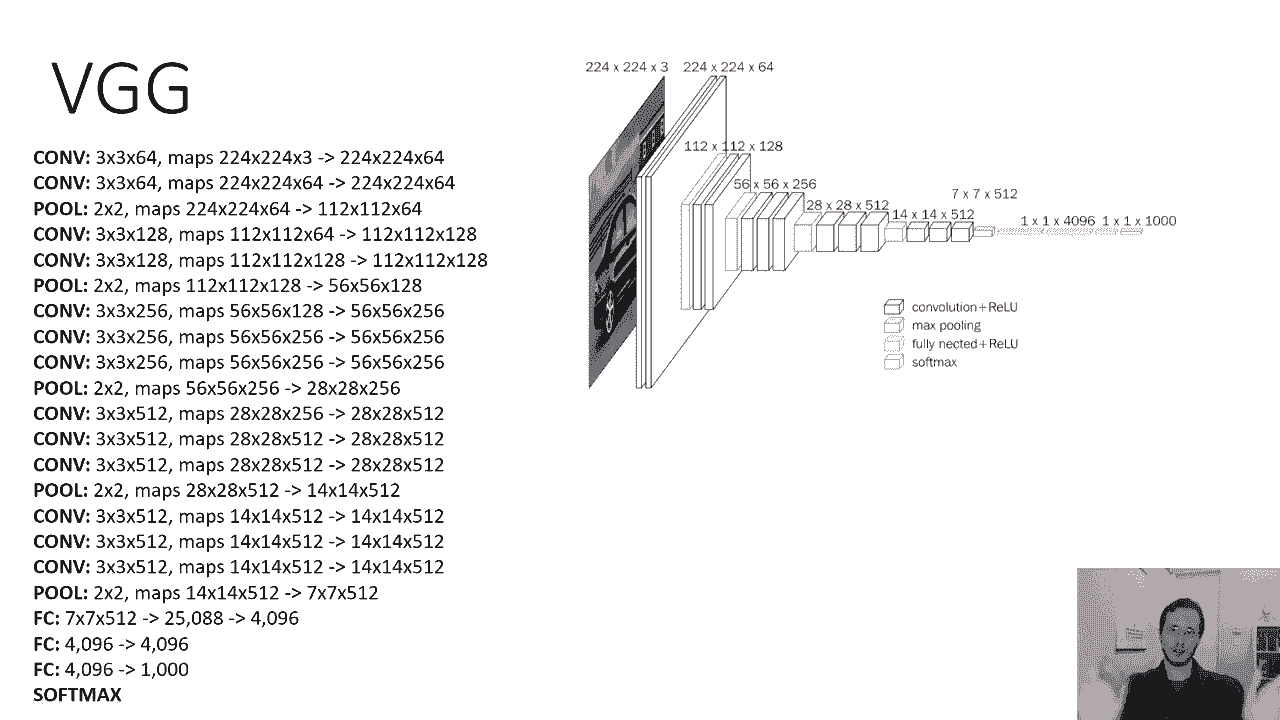 VGG
CONV: 3x3x64, maps 224x224x3 -> 224x224x64
CONV: 3x3x64, maps 224x224x64 -> 224x224x64
POOL: 2x2, maps 224x224x64 -> 112x112x64
CONV: 3x3x128, maps 112x112x64 -> 112x112x128
CONV: 3x3x128, maps 112x112x128 -> 112x112x128
POOL: 2x2, maps 112x112x128 -> 56x56x128
CONV: 3x3x256, maps 56x56x128 -> 56x56x256
CONV: 3x3x256, maps 56x56x256 -> 56x56x256
CONV: 3x3x256, maps 56x56x256 -> 56x56x256
POOL: 2x2, maps 56x56x256 -> 28x28x256
CONV: 3x3x512, maps 28x28x256 -> 28x28x512
CONV: 3x3x512, maps 28x28x512 -> 28x28x512
CONV: 3x3x512, maps 28x28x512 -> 28x28x512
POOL: 2x2, maps 28x28x512 -> 14x14x512
CONV: 3x3x512, maps 14x14x512 -> 14x14x512
CONV: 3x3x512, maps 14x14x512 -> 14x14x512
CONV: 3x3x512, maps 14x14x512 -> 14x14x512
POOL: 2x2, maps 14x14x512 -> 7x7x512
FC: 7x7x512 -> 25,088 -> 4,096
FC: 4,096 -> 4,096
FC: 4,096 -> 1,000
SOFTMAX
224 x 224 x 3
224 x 224 x 64
112 x 112 x 128
56 x 56 x 256
28 x 28 x 512
14 x 14 x 512
7 x 7 x 512
1 x 1 x 4096
1 x 1 x 1000
convolution+ReLU
max pooling
fully nected+ReLU
softmax